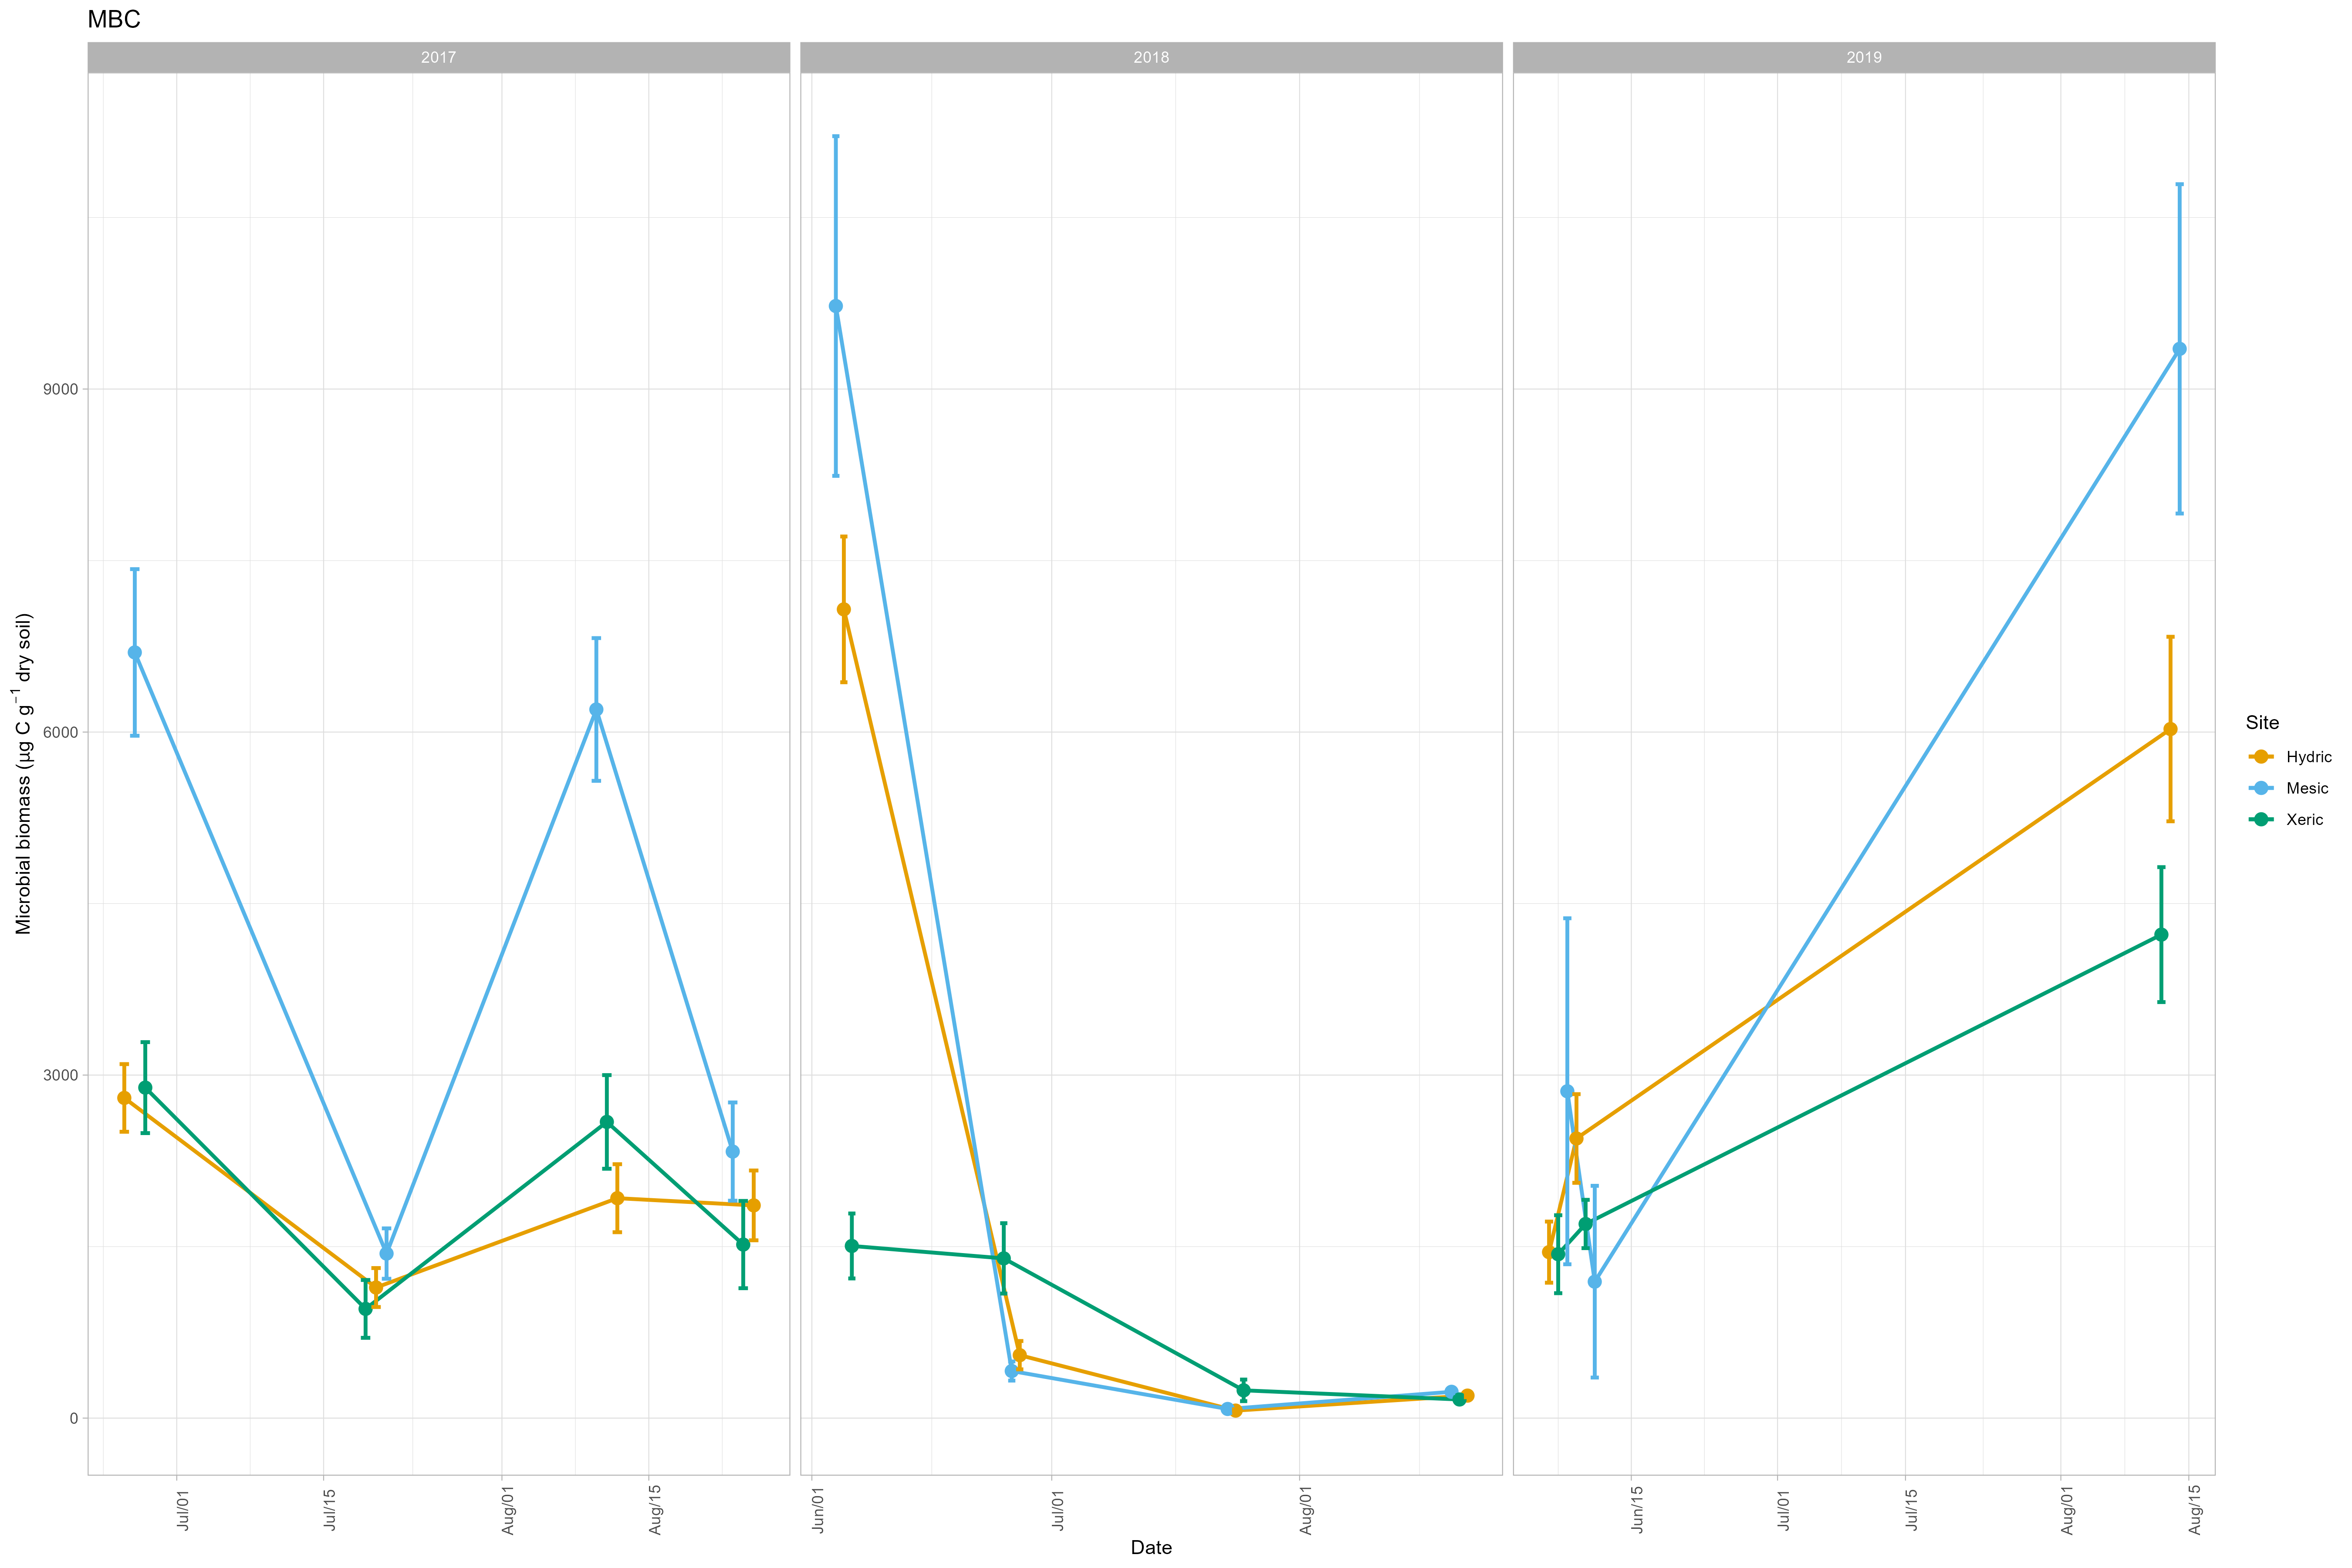 MBC
2017 2018 2019
Microbial biomass (µg C g⁻¹ dry soil)
9000
6000
3000
0
Jul/01 Jul/15 Aug/01 Aug/15 Jun/01 Jul/01 Aug/01 Jun/15 Jul/01 Jul/15 Aug/01 Aug/15
Date
Site
Hydric
Mesic
Xeric